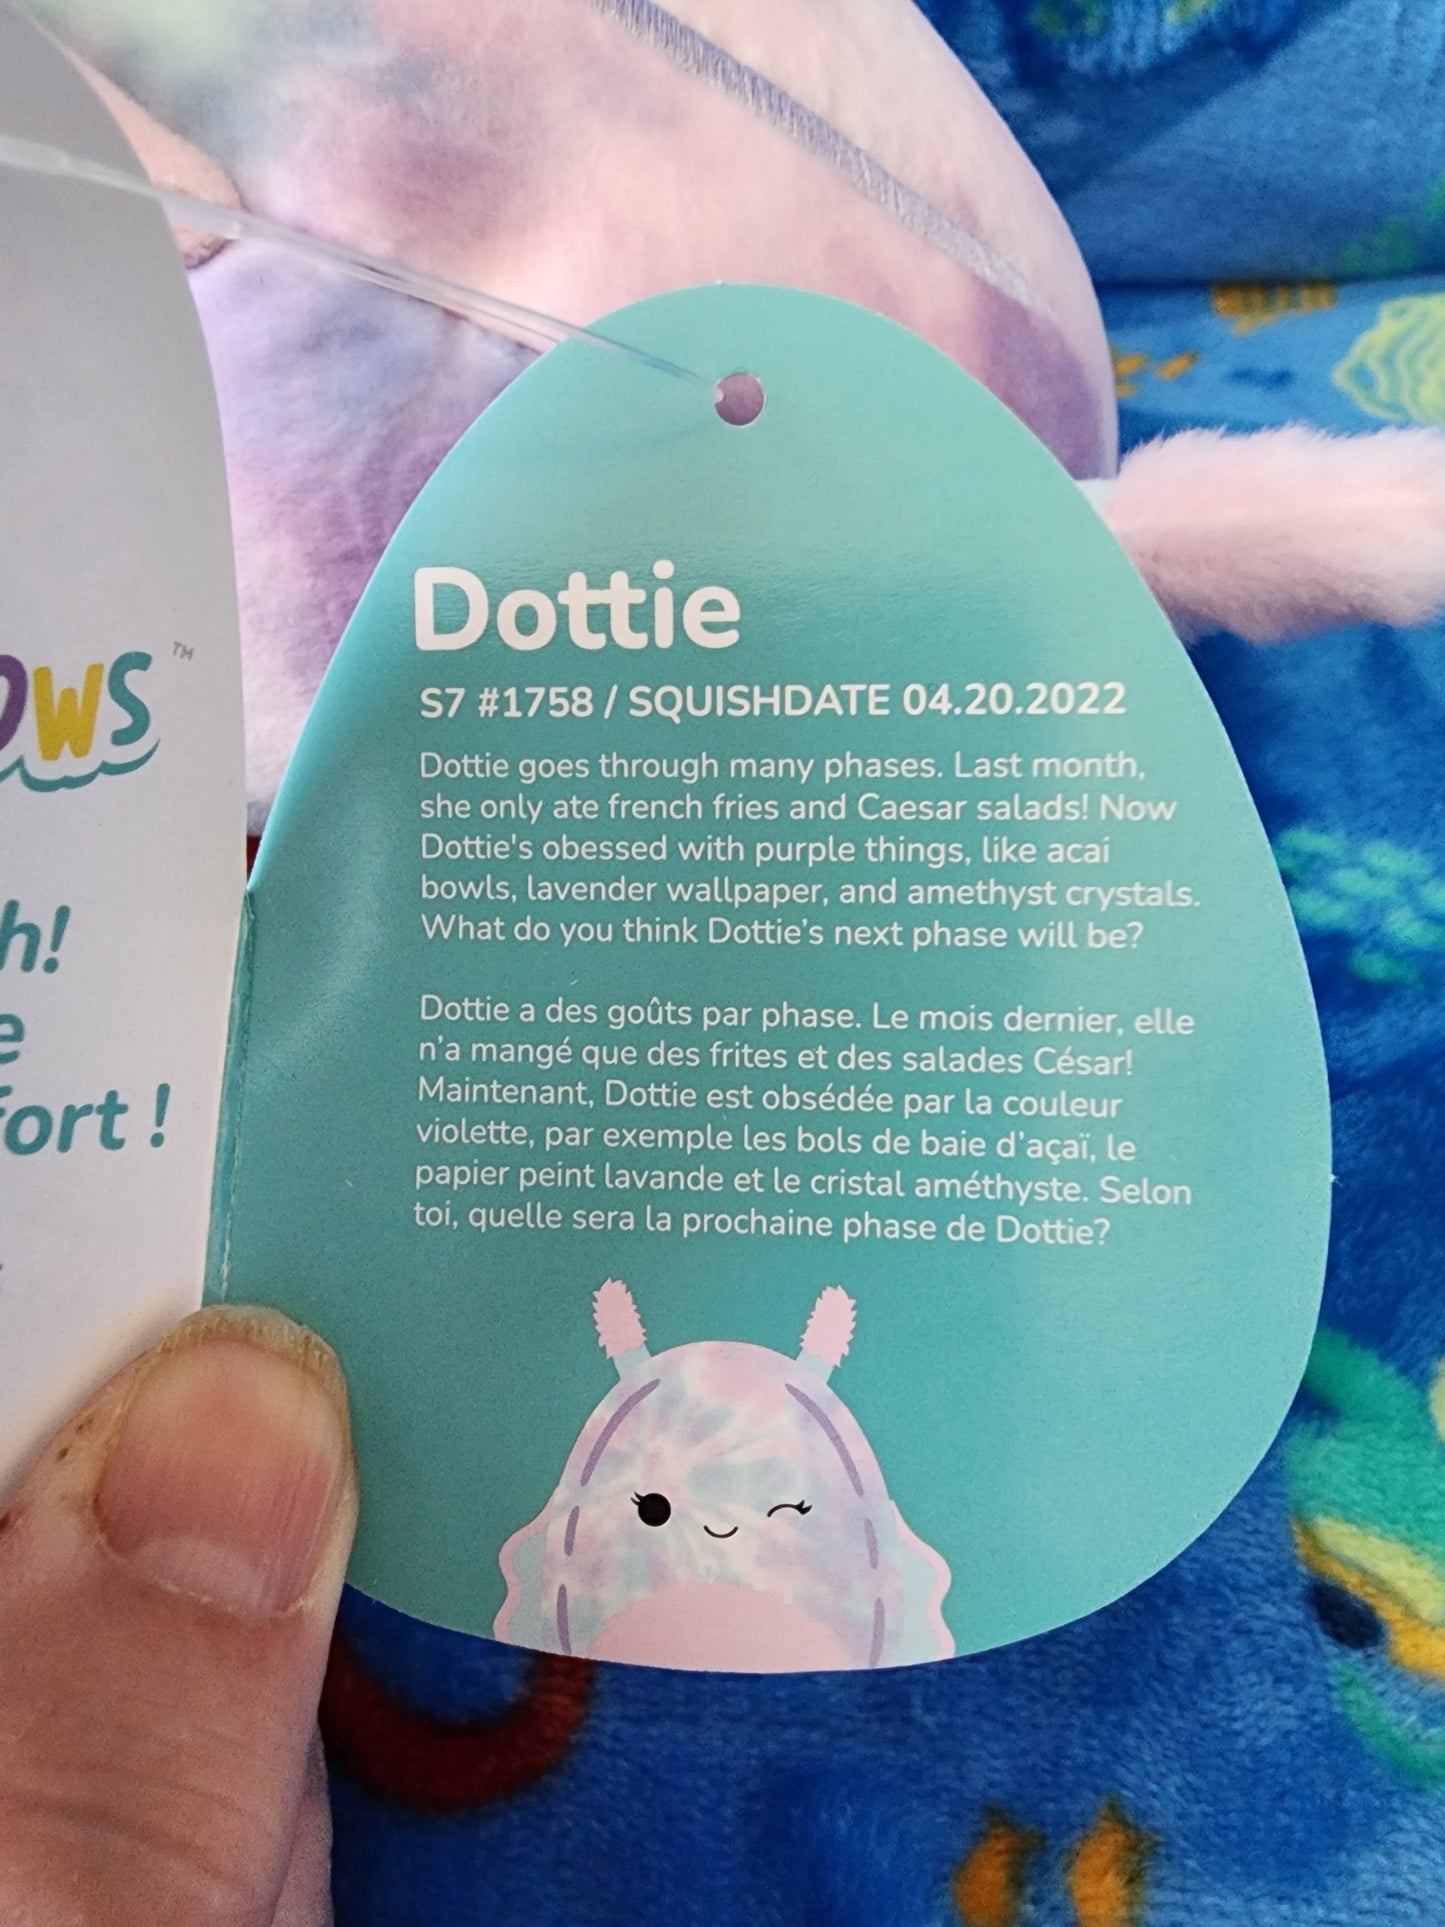 OWS™
h!
e
fort !
Dottie
S7 #1758 / SQUISHDATE 04.20.2022
Dottie goes through many phases. Last month,
she only ate french fries and Caesar salads! Now
Dottie's obessed with purple things, like acaí
bowls, lavender wallpaper, and amethyst crystals.
What do you think Dottie’s next phase will be?
Dottie a des goûts par phase. Le mois dernier, elle
n’a mangé que des frites et des salades César!
Maintenant, Dottie est obsédée par la couleur
violette, par exemple les bols de baie d’açaï, le
papier peint lavande et le cristal améthyste. Selon
toi, quelle sera la prochaine phase de Dottie?